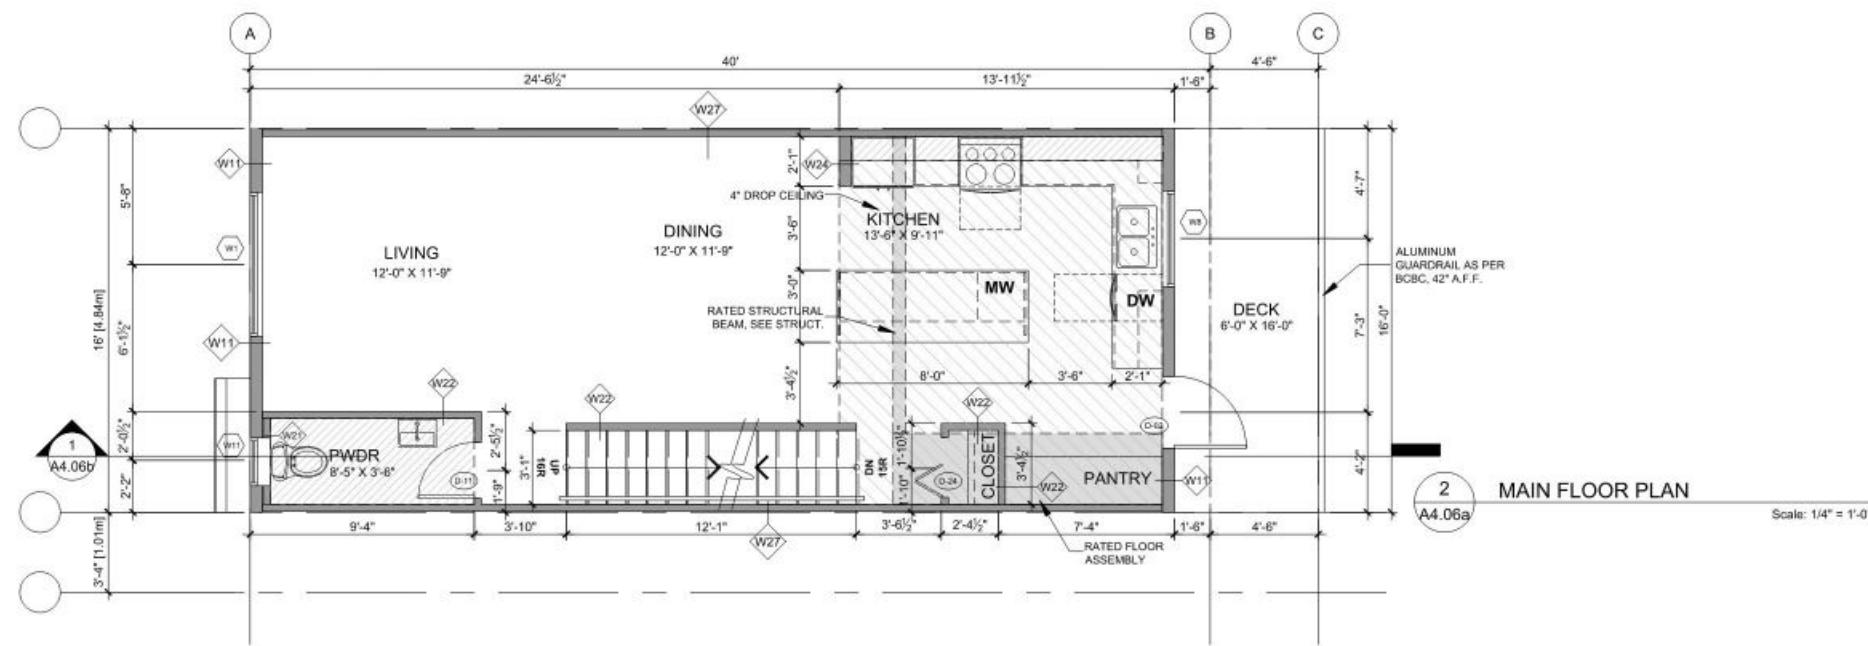 A
B
C
40'
4'-6"
24'-6½"
13'-11½"
1'-6"
W27
W11
W24
2'-1"
4" DROP CEILING
KITCHEN
13'-6" X 9'-11"
5'-8"
3'-6"
4'-7"
W1
W8
DINING
12'-0" X 11'-9"
LIVING
12'-0" X 11'-9"
ALUMINUM
GUARDRAIL AS PER
BCBC, 42" A.F.F.
16' [4.84m]
6'-1½"
3'-0"
MW
DW
RATED STRUCTURAL
BEAM, SEE STRUCT.
DECK
6'-0" X 16'-0"
7'-3"
16'-0"
W11
3'-4½"
8'-0"
3'-6"
2'-1"
W22
W22
W22
1
A4.06b
2'-0½"
W11
W21
PWDR
8'-5" X 3'-6"
2'-5½"
D-11
1'-9"
3'-1"
UP
16R
DN
15R
1'-10½"
1'-10"
D-24
CLOSET
3'-4½"
W22
PANTRY
W11
4'-2"
2'-2"
2
A4.06a
MAIN FLOOR PLAN
Scale: 1/4" = 1'-0
9'-4"
3'-10"
12'-1"
3'-6½"
2'-4½"
7'-4"
1'-6"
4'-6"
W27
RATED FLOOR
ASSEMBLY
3'-4" [1.01m]